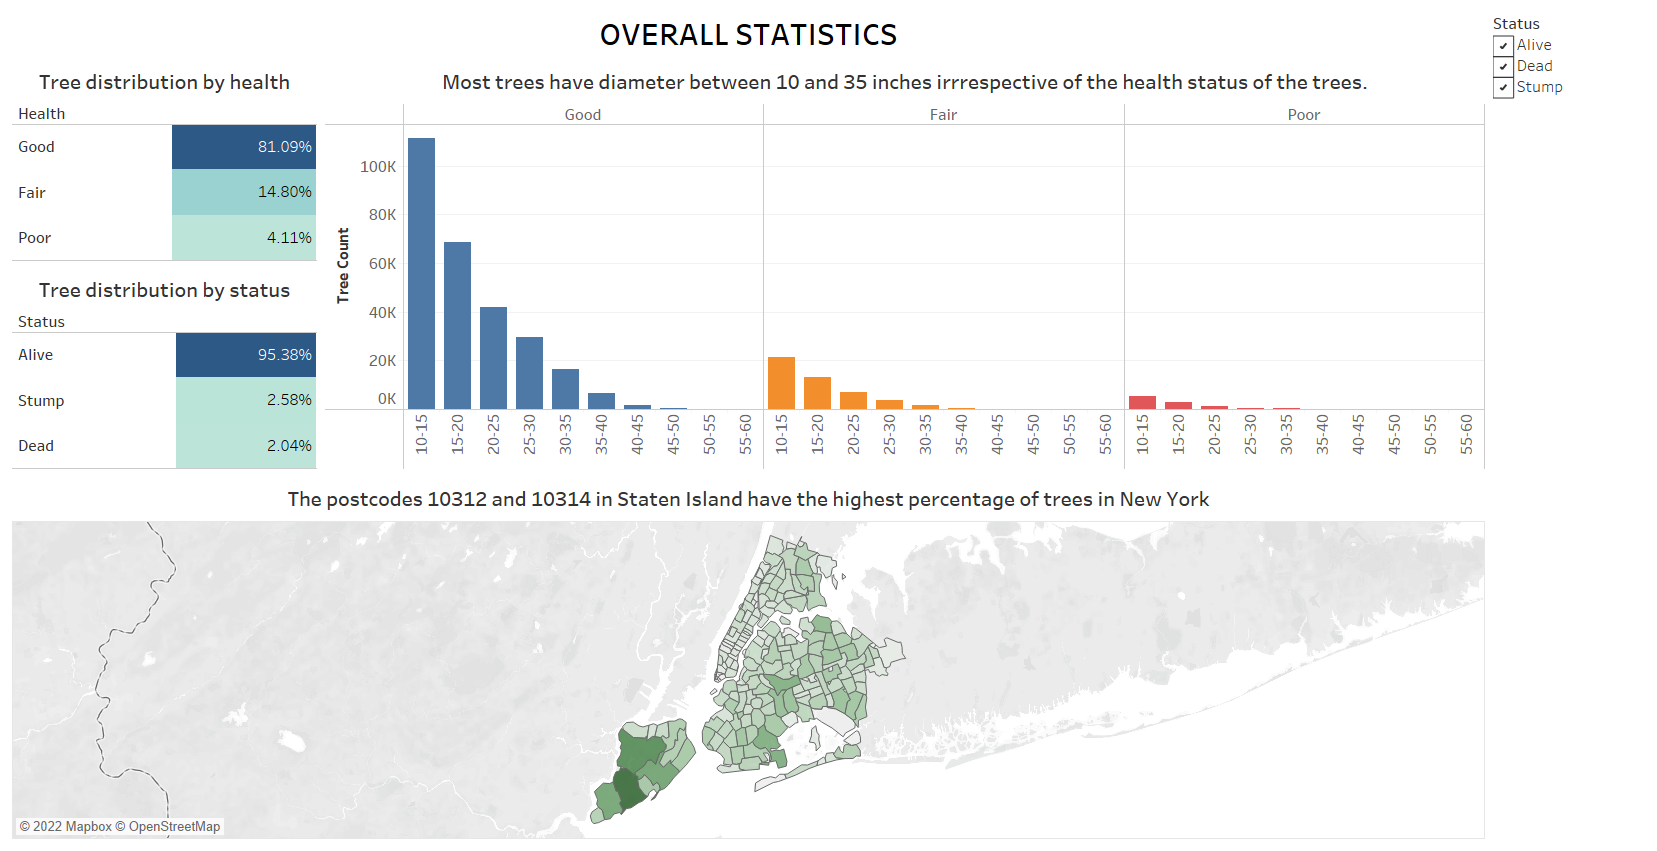 OVERALL STATISTICS
Status
✔ Alive
✔ Dead
✔ Stump
Tree distribution by health
Health
Good 81.09%
Fair 14.80%
Poor 4.11%
Tree distribution by status
Status
Alive 95.38%
Stump 2.58%
Dead 2.04%
Most trees have diameter between 10 and 35 inches irrrespective of the health status of the trees.
Good Fair Poor
Tree Count
100K
80K
60K
40K
20K
0K
10-15 15-20 20-25 25-30 30-35 35-40 40-45 45-50 50-55 55-60 10-15 15-20 20-25 25-30 30-35 35-40 40-45 45-50 50-55 55-60 10-15 15-20 20-25 25-30 30-35 35-40 40-45 45-50 50-55 55-60
The postcodes 10312 and 10314 in Staten Island have the highest percentage of trees in New York
© 2022 Mapbox © OpenStreetMap